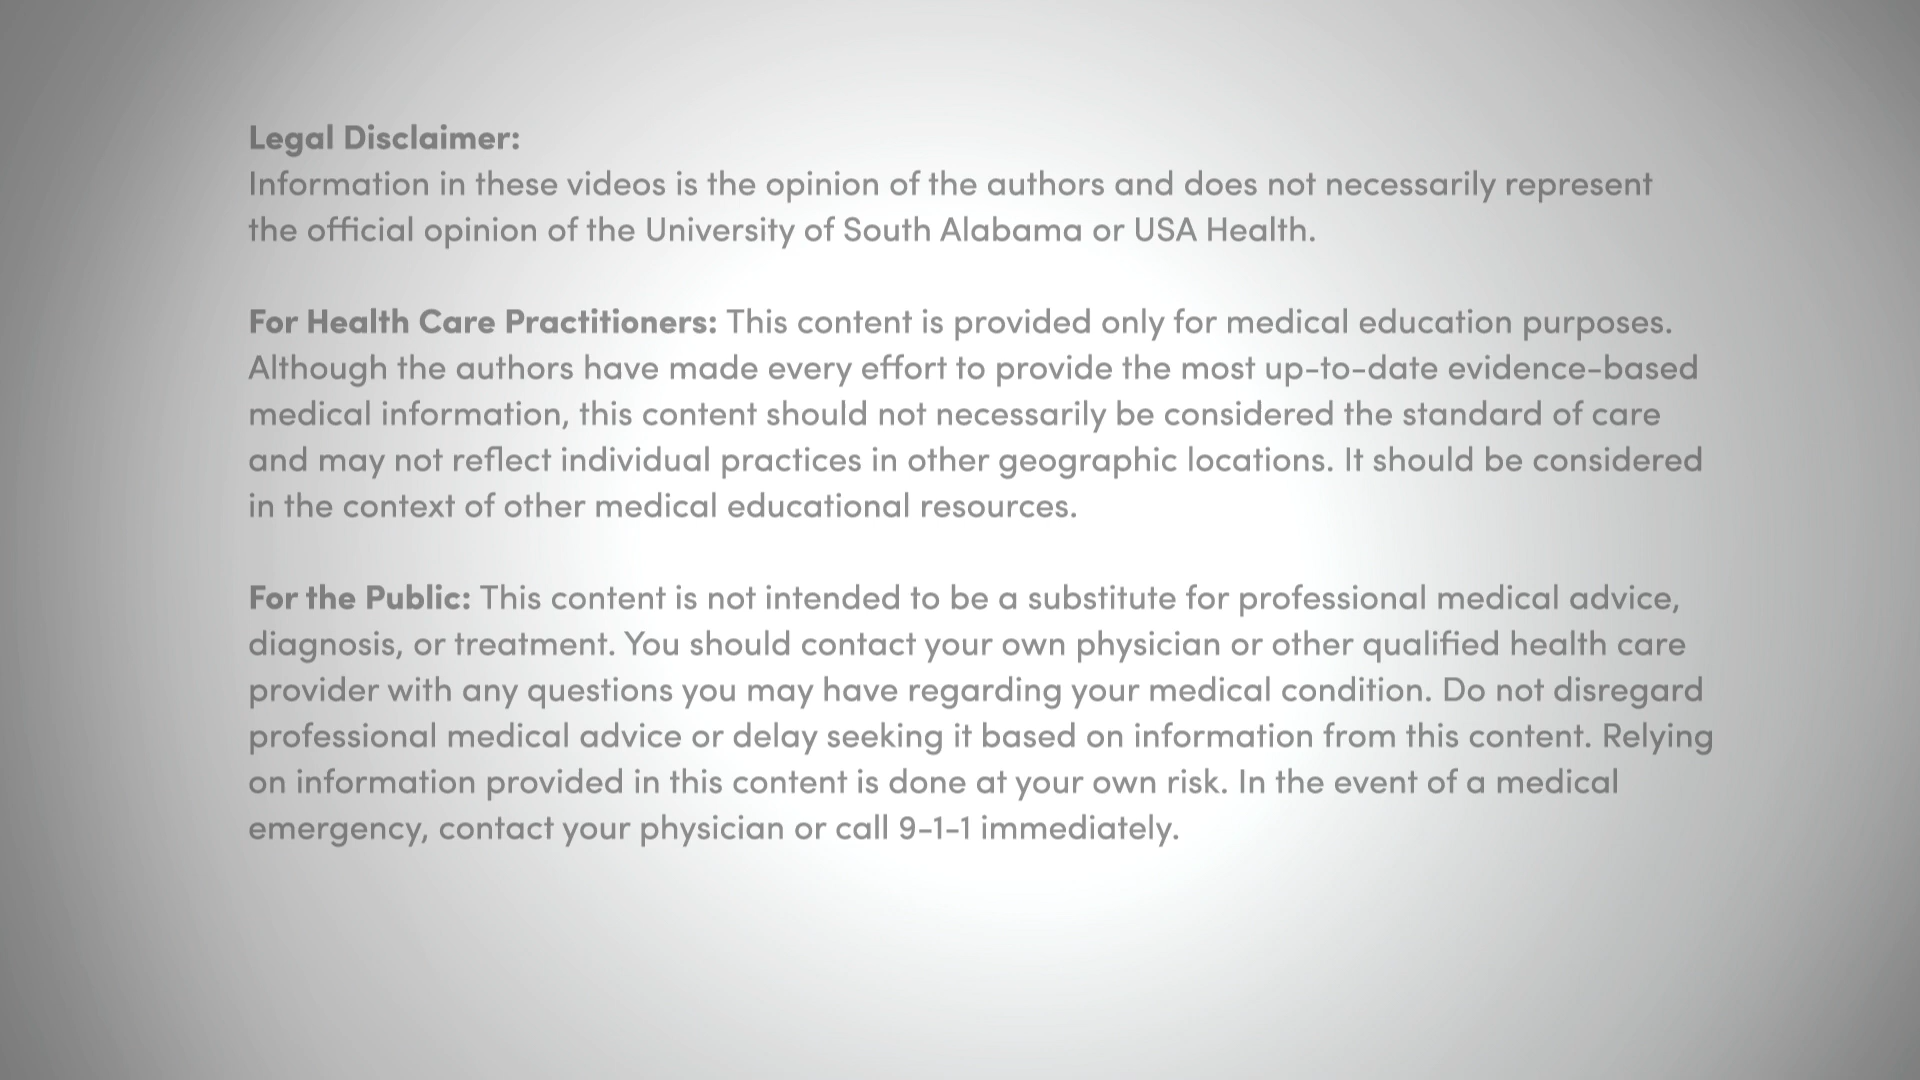 Legal Disclaimer:
Information in these videos is the opinion of the authors and does not necessarily represent
the official opinion of the University of South Alabama or USA Health.
For Health Care Practitioners: This content is provided only for medical education purposes.
Although the authors have made every effort to provide the most up-to-date evidence-based
medical information, this content should not necessarily be considered the standard of care
and may not reflect individual practices in other geographic locations. It should be considered
in the context of other medical educational resources.
For the Public: This content is not intended to be a substitute for professional medical advice,
diagnosis, or treatment. You should contact your own physician or other qualified health care
provider with any questions you may have regarding your medical condition. Do not disregard
professional medical advice or delay seeking it based on information from this content. Relying
on information provided in this content is done at your own risk. In the event of a medical
emergency, contact your physician or call 9-1-1 immediately.